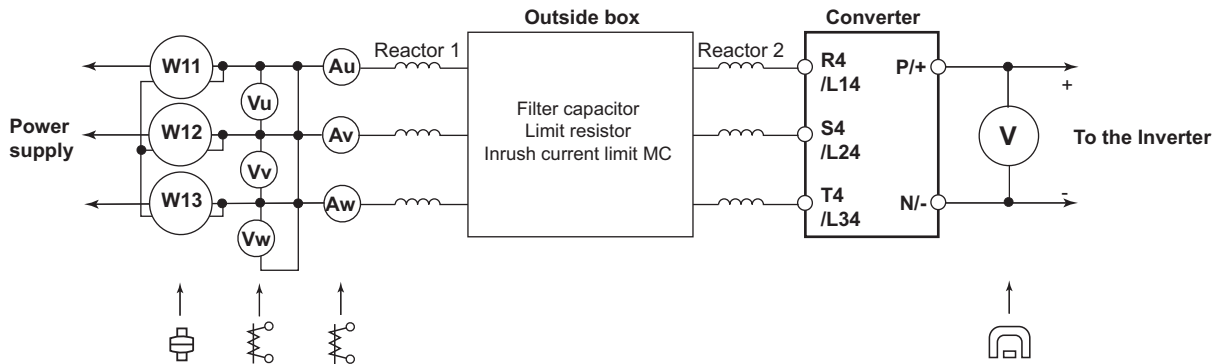 Outside box
Converter
Reactor 1
Reactor 2
W11
Au
R4
/L14
P/+
+
Vu
Filter capacitor
Limit resistor
Inrush current limit MC
Power
supply
W12
Av
S4
/L24
V
To the Inverter
Vv
W13
Aw
T4
/L34
N/-
-
Vw